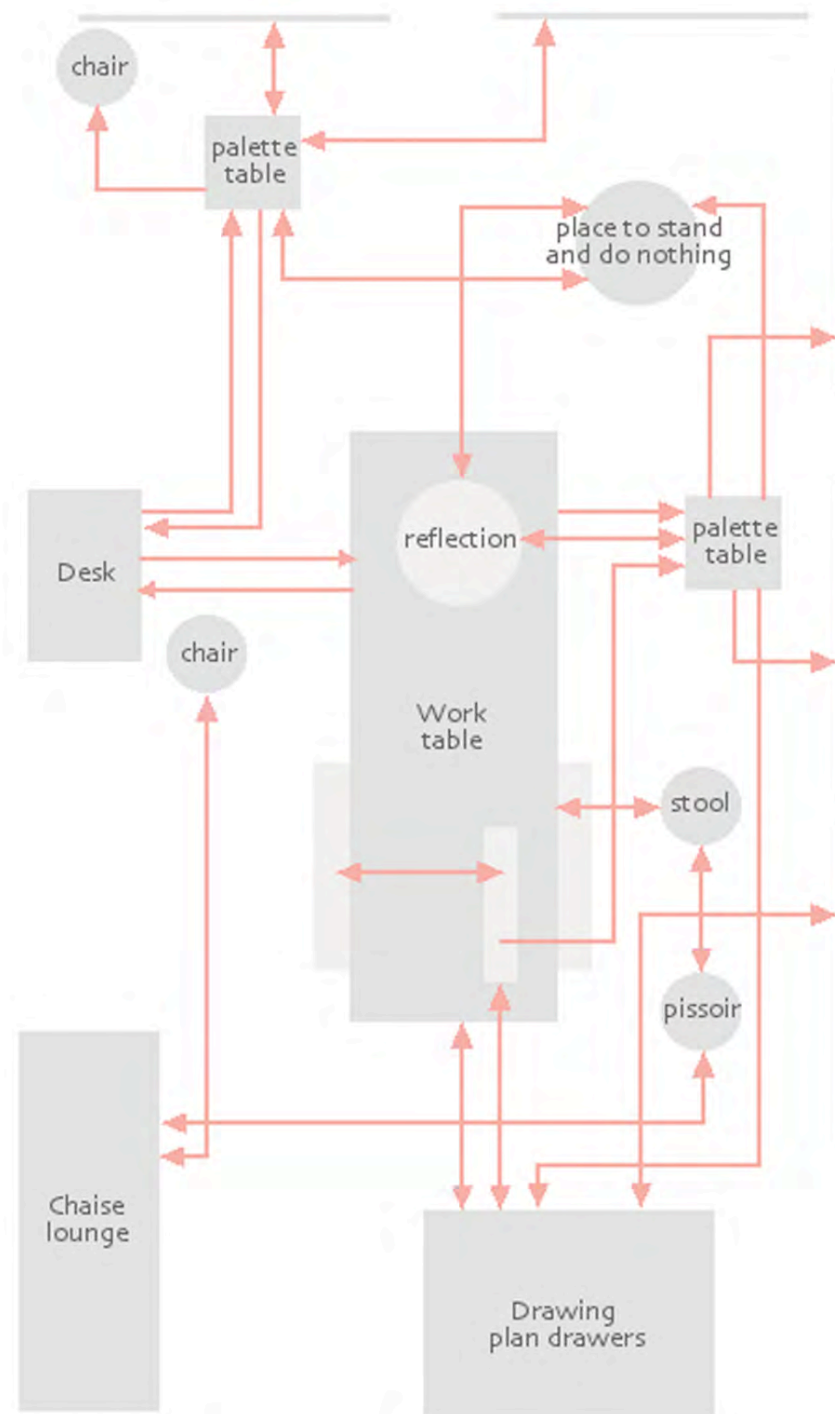 chair
palette
table
place to stand
and do nothing
reflection
palette
table
Desk
chair
Work
table
stool
pissoir
Chaise
lounge
Drawing
plan drawers